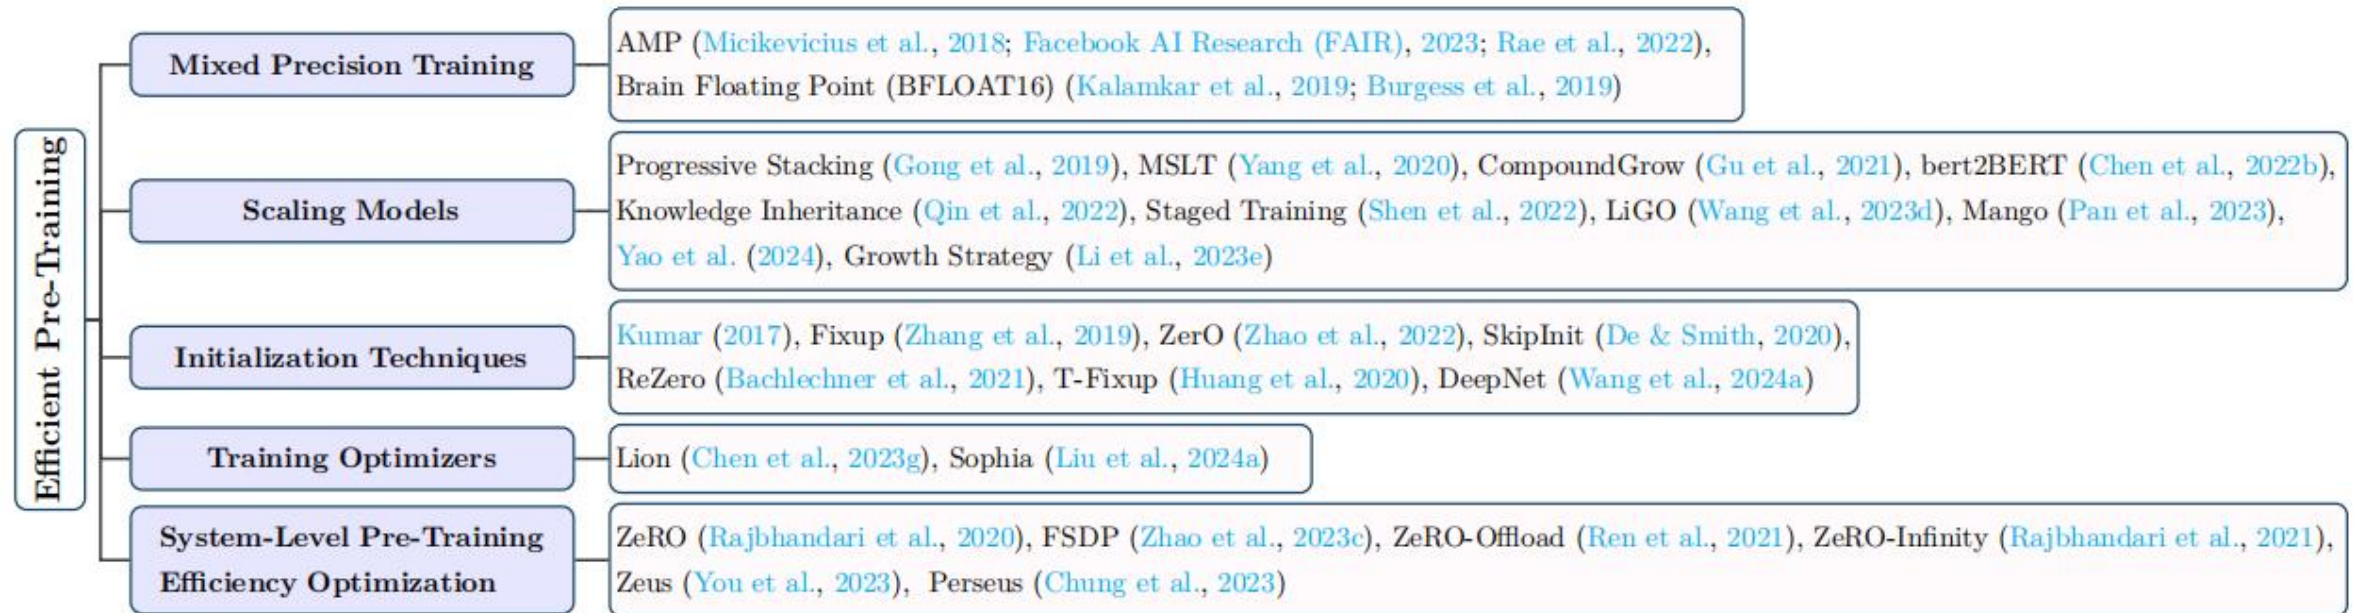 Efficient Pre-Training
Mixed Precision Training
AMP (Micikevicius et al., 2018; Facebook AI Research (FAIR), 2023; Rae et al., 2022),
Brain Floating Point (BFLOAT16) (Kalamkar et al., 2019; Burgess et al., 2019)
Scaling Models
Progressive Stacking (Gong et al., 2019), MSLT (Yang et al., 2020), CompoundGrow (Gu et al., 2021), bert2BERT (Chen et al., 2022b),
Knowledge Inheritance (Qin et al., 2022), Staged Training (Shen et al., 2022), LiGO (Wang et al., 2023d), Mango (Pan et al., 2023),
Yao et al. (2024), Growth Strategy (Li et al., 2023e)
Initialization Techniques
Kumar (2017), Fixup (Zhang et al., 2019), ZerO (Zhao et al., 2022), SkipInit (De & Smith, 2020),
ReZero (Bachlechner et al., 2021), T-Fixup (Huang et al., 2020), DeepNet (Wang et al., 2024a)
Training Optimizers
Lion (Chen et al., 2023g), Sophia (Liu et al., 2024a)
System-Level Pre-Training
Efficiency Optimization
ZeRO (Rajbhandari et al., 2020), FSDP (Zhao et al., 2023c), ZeRO-Offload (Ren et al., 2021), ZeRO-Infinity (Rajbhandari et al., 2021),
Zeus (You et al., 2023), Perseus (Chung et al., 2023)